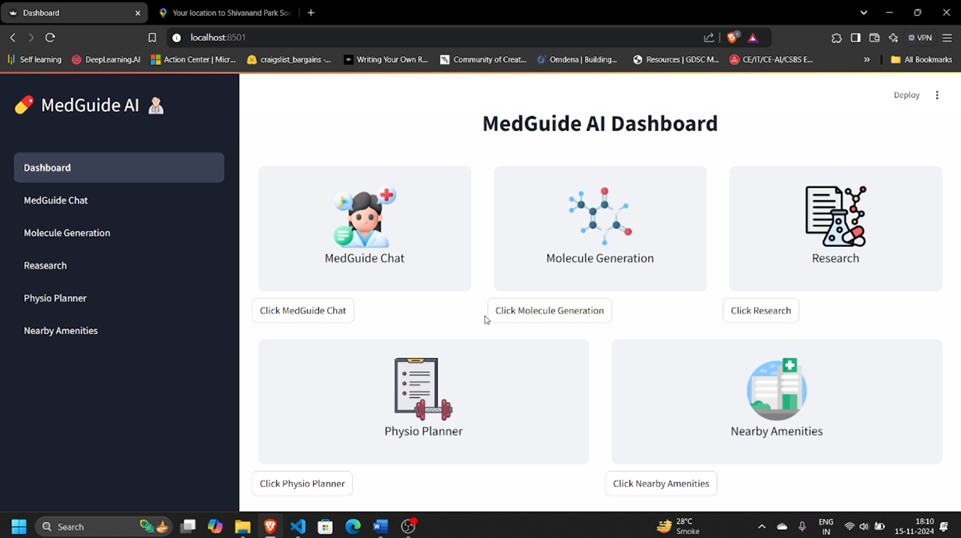 Dashboard
Your location to Shivanand Park Soc
localhost:8501
VPN
Self learning
DeepLearning.AI
Action Center | Micr...
craigslist_bargains -...
Writing Your Own R...
Community of Creat...
Omdena | Building...
Resources | GDSC M...
CE/IT/CE-AI/CSBS E...
»
All Bookmarks
MedGuide AI
Deploy
MedGuide AI Dashboard
Dashboard
MedGuide Chat
Molecule Generation
Reasearch
Physio Planner
Nearby Amenities
MedGuide Chat
Molecule Generation
Research
Click MedGuide Chat
Click Molecule Generation
Click Research
Physio Planner
Nearby Amenities
Click Physio Planner
Click Nearby Amenities
Search
28°C
Smoke
ENG
IN
18:10
15-11-2024